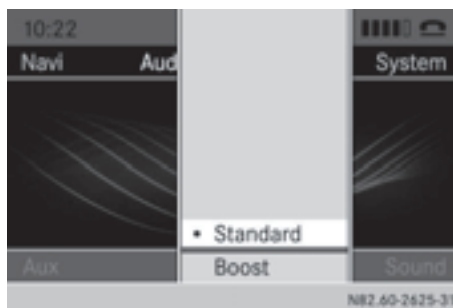 10:22
Navi Aud System
• Standard
Aux Boost Sound
N82.60-2625-31